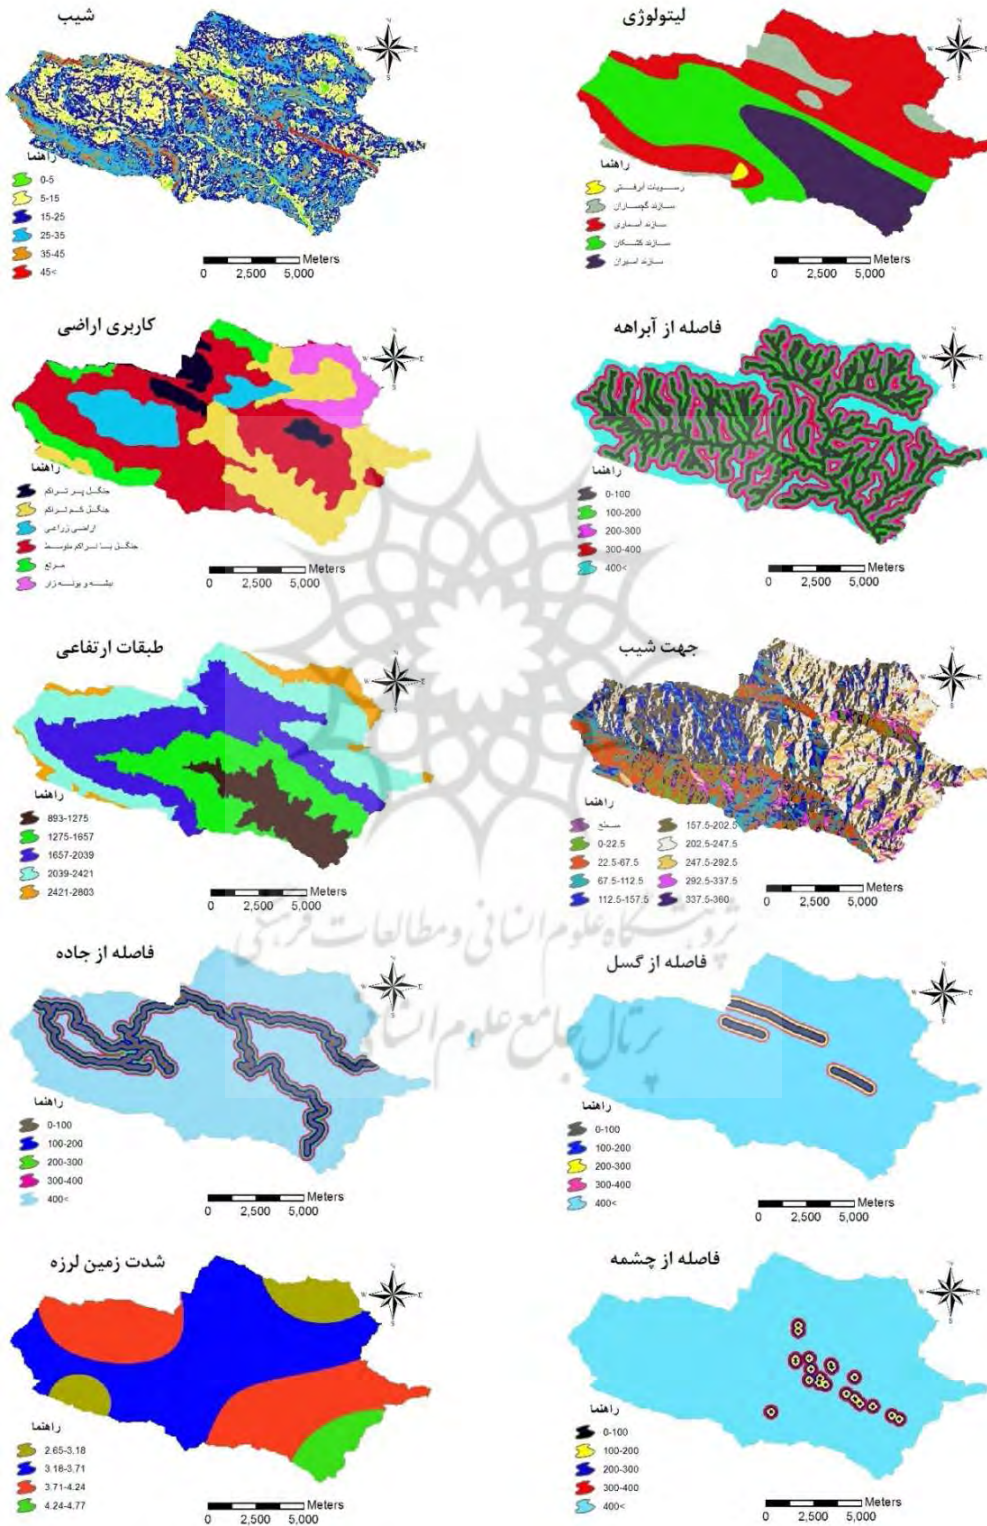 شیب
N
W
E
S
راهنما
0-5
5-15
15-25
25-35
35-45
45<
Meters
0 2,500 5,000
لیتولوژی
N
W
E
S
راهنما
رسوبات آبرفتی
سازند گچساران
سازند آسماری
سازند کشکان
سازند امیران
Meters
0 2,500 5,000
کاربری اراضی
N
W
E
S
راهنما
جنگل پر تراکم
جنگل کم تراکم
اراضی زراعی
جنگل با تراکم متوسط
مرتع
بیشه و بوته زار
Meters
0 2,500 5,000
فاصله از آبراهه
N
W
E
S
راهنما
0-100
100-200
200-300
300-400
400<
Meters
0 2,500 5,000
طبقات ارتفاعی
N
W
E
S
راهنما
893-1275
1275-1657
1657-2039
2039-2421
2421-2803
Meters
0 2,500 5,000
جهت شیب
N
W
E
S
راهنما
مسطح
0-22.5
22.5-67.5
67.5-112.5
112.5-157.5
157.5-202.5
202.5-247.5
247.5-292.5
292.5-337.5
337.5-360
Meters
0 2,500 5,000
پژوهشگاه علوم انسانی و مطالعات فرهنگی
پرتال جامع علوم انسانی
فاصله از جاده
N
W
E
S
راهنما
0-100
100-200
200-300
300-400
400<
Meters
0 2,500 5,000
فاصله از گسل
N
W
E
S
راهنما
0-100
100-200
200-300
300-400
400<
Meters
0 2,500 5,000
شدت زمین لرزه
N
W
E
S
راهنما
2.65-3.18
3.18-3.71
3.71-4.24
4.24-4.77
Meters
0 2,500 5,000
فاصله از چشمه
N
W
E
S
راهنما
0-100
100-200
200-300
300-400
400<
Meters
0 2,500 5,000